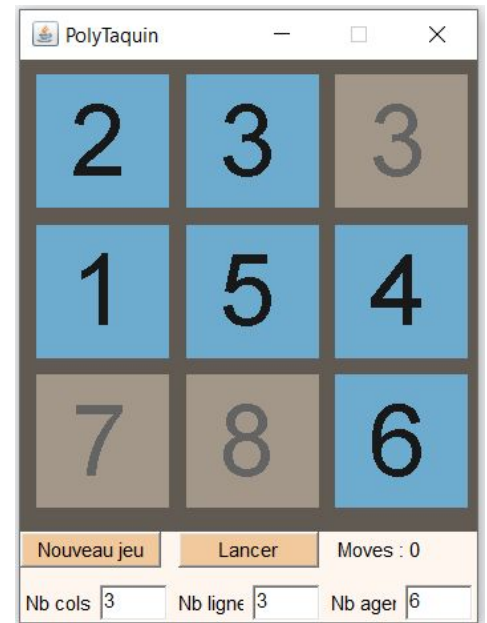 PolyTaquin
2 3 3
1 5 4
7 8 6
Nouveau jeu Lancer Moves : 0
Nb cols 3 Nb ligne 3 Nb ager 6